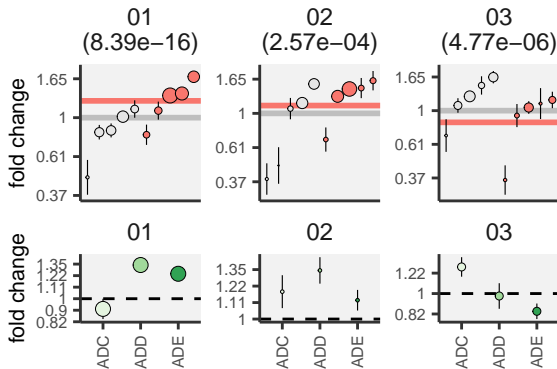 01
(8.39e−16)
02
(2.57e−04)
03
(4.77e−06)
fold change
1.65
1
0.61
0.37
1.65
1
0.61
0.37
1.65
1
0.61
0.37
01
02
03
fold change
1.35
1.22
1.11
1
0.9
0.82
1.35
1.22
1.11
1
1.22
1
0.82
ADC
ADD
ADE
ADC
ADD
ADE
ADC
ADD
ADE